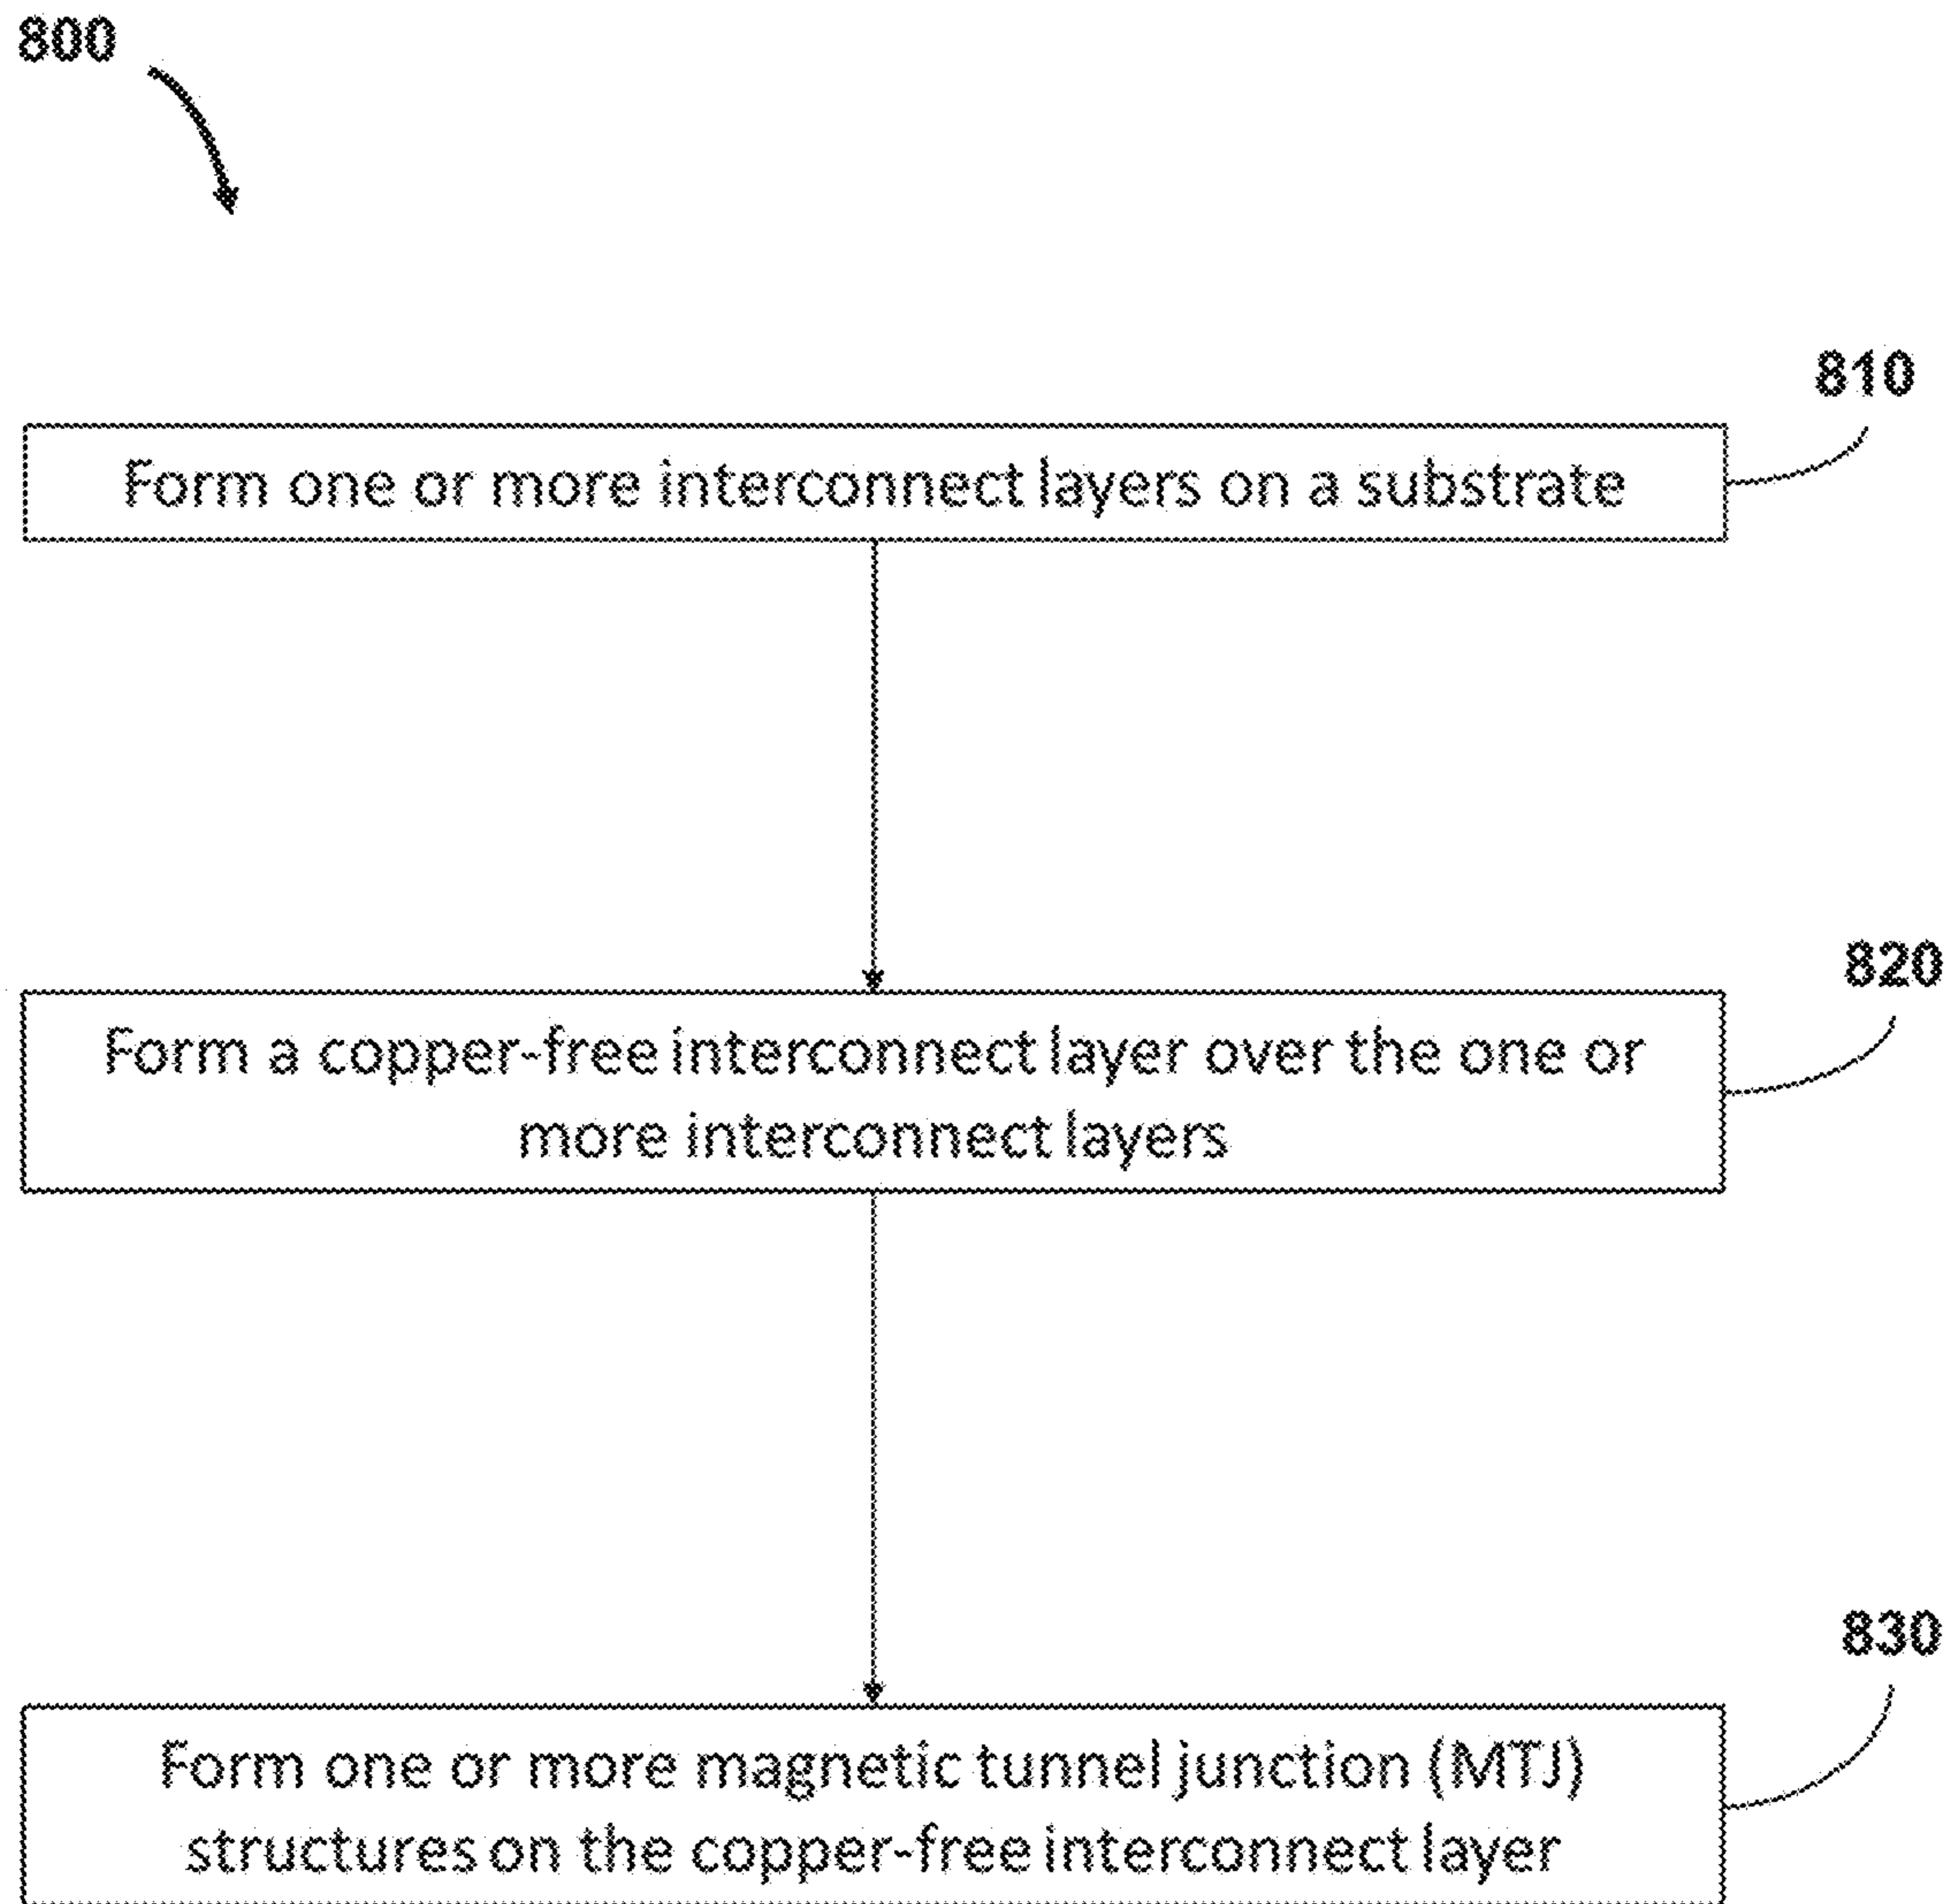 800
810
Form one or more interconnect layers on a substrate
820
Form a copper-free interconnect layer over the one or
more interconnect layers
830
Form one or more magnetic tunnel junction (MTJ)
structures on the copper-free interconnect layer